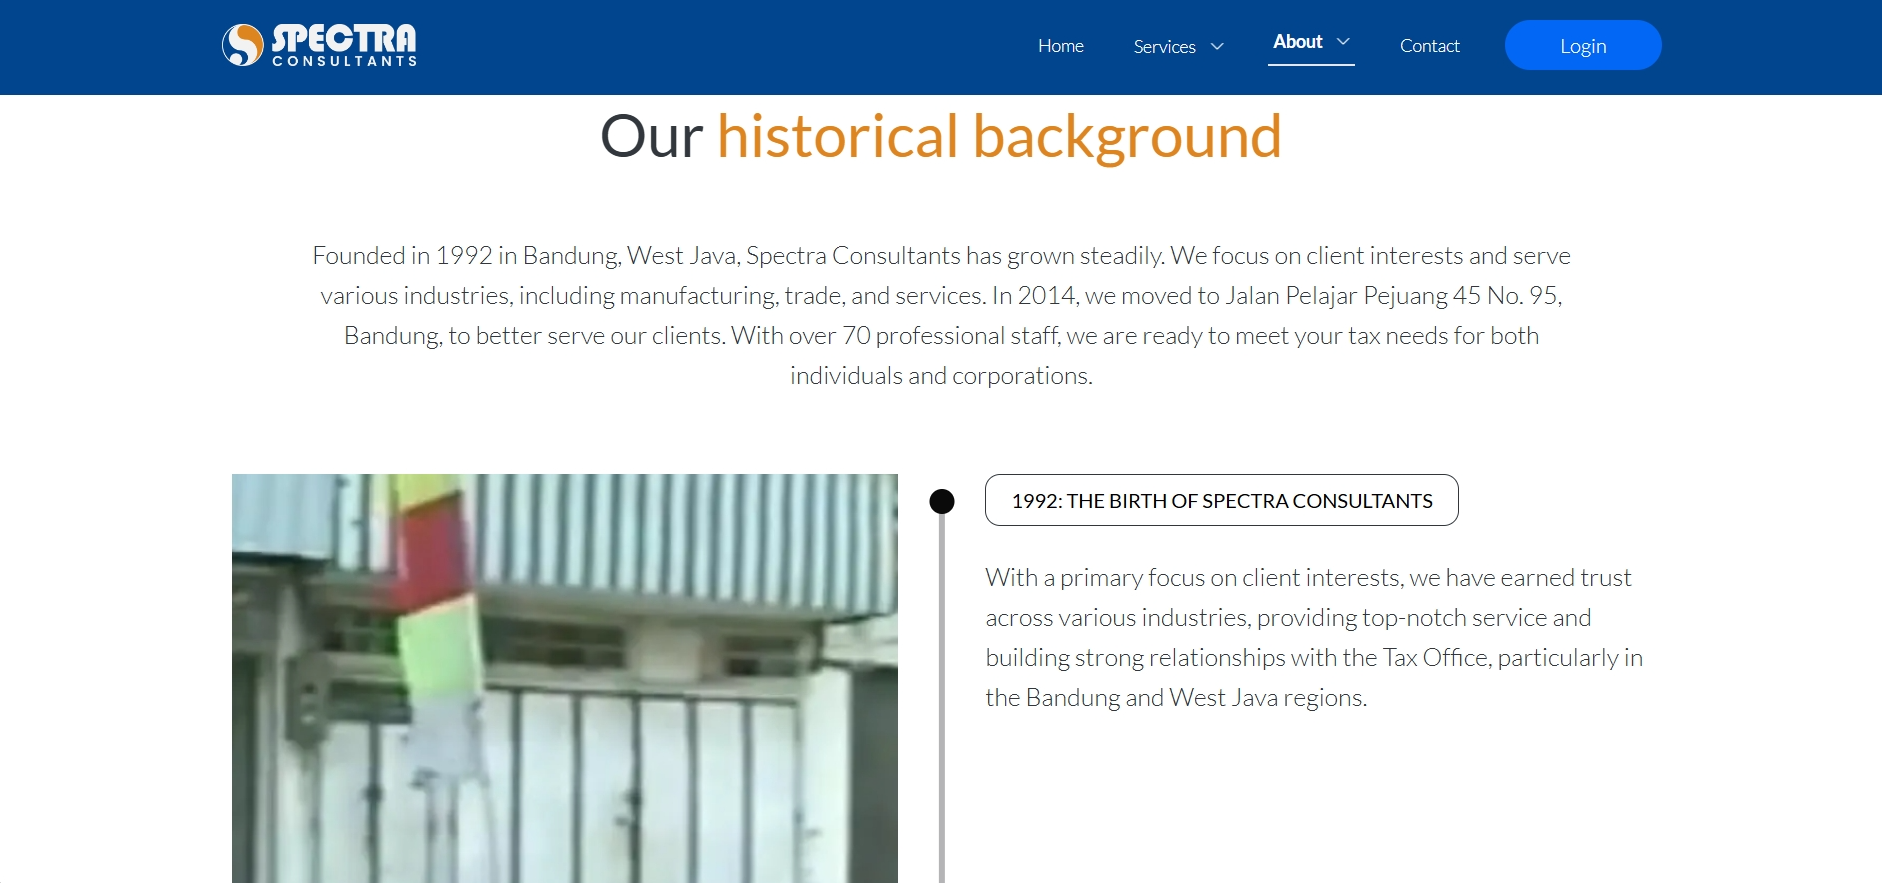 SPECTRA
CONSULTANTS
Home
Services
About
Contact
Login
Our historical background
Founded in 1992 in Bandung, West Java, Spectra Consultants has grown steadily. We focus on client interests and serve
various industries, including manufacturing, trade, and services. In 2014, we moved to Jalan Pelajar Pejuang 45 No. 95,
Bandung, to better serve our clients. With over 70 professional staff, we are ready to meet your tax needs for both
individuals and corporations.
1992: THE BIRTH OF SPECTRA CONSULTANTS
With a primary focus on client interests, we have earned trust
across various industries, providing top-notch service and
building strong relationships with the Tax Office, particularly in
the Bandung and West Java regions.